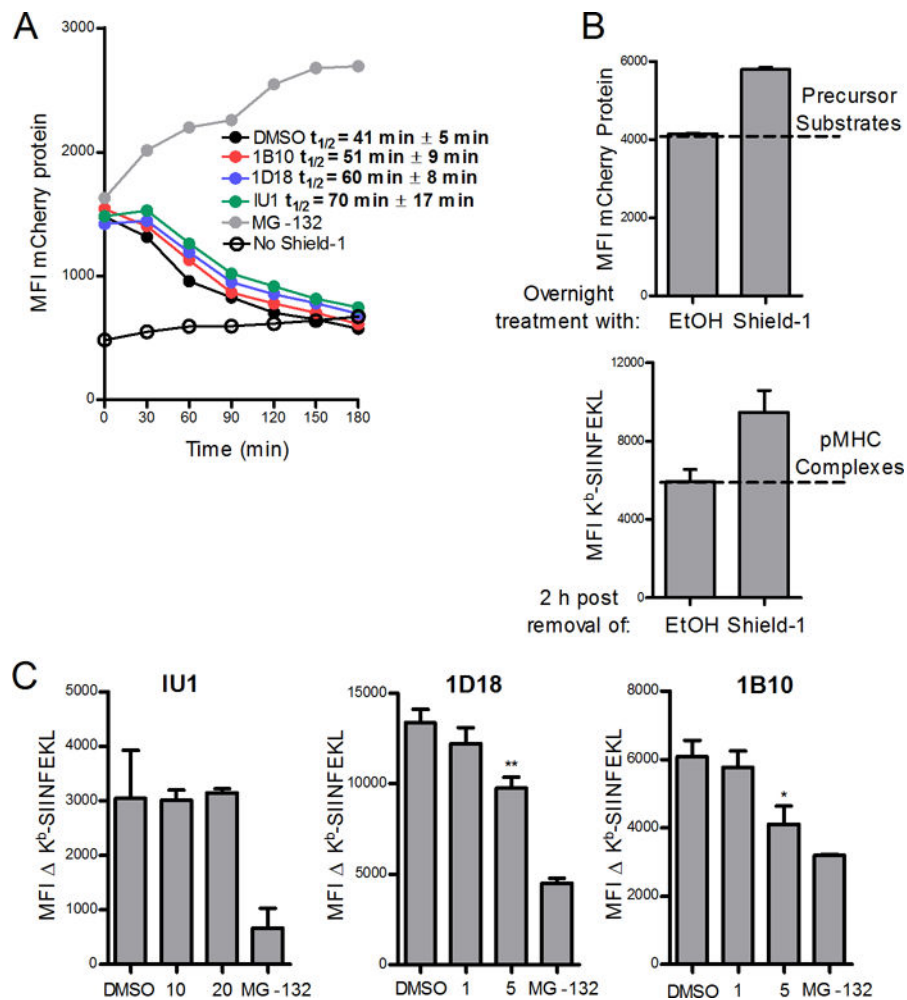 A
MFI mCherry protein
3000
2000
1000
0
DMSO t1/2 = 41 min ± 5 min
1B10 t1/2 = 51 min ± 9 min
1D18 t1/2 = 60 min ± 8 min
IU1 t1/2 = 70 min ± 17 min
MG -132
No Shield-1
0 30 60 90 120 150 180
Time (min)
B
MFI mCherry Protein
6000
4000
2000
0
Precursor
Substrates
Overnight
treatment with: EtOH Shield-1
MFI Kb-SIINFEKL
12000
9000
6000
3000
0
pMHC
Complexes
2 h post
removal of: EtOH Shield-1
C
IU1
MFI Δ Kb-SIINFEKL
5000
4000
3000
2000
1000
0
DMSO 10 20 MG -132
1D18
MFI Δ Kb-SIINFEKL
15000
10000
5000
0
**
DMSO 1 5 MG -132
1B10
MFI Δ Kb-SIINFEKL
8000
6000
4000
2000
0
*
DMSO 1 5 MG -132